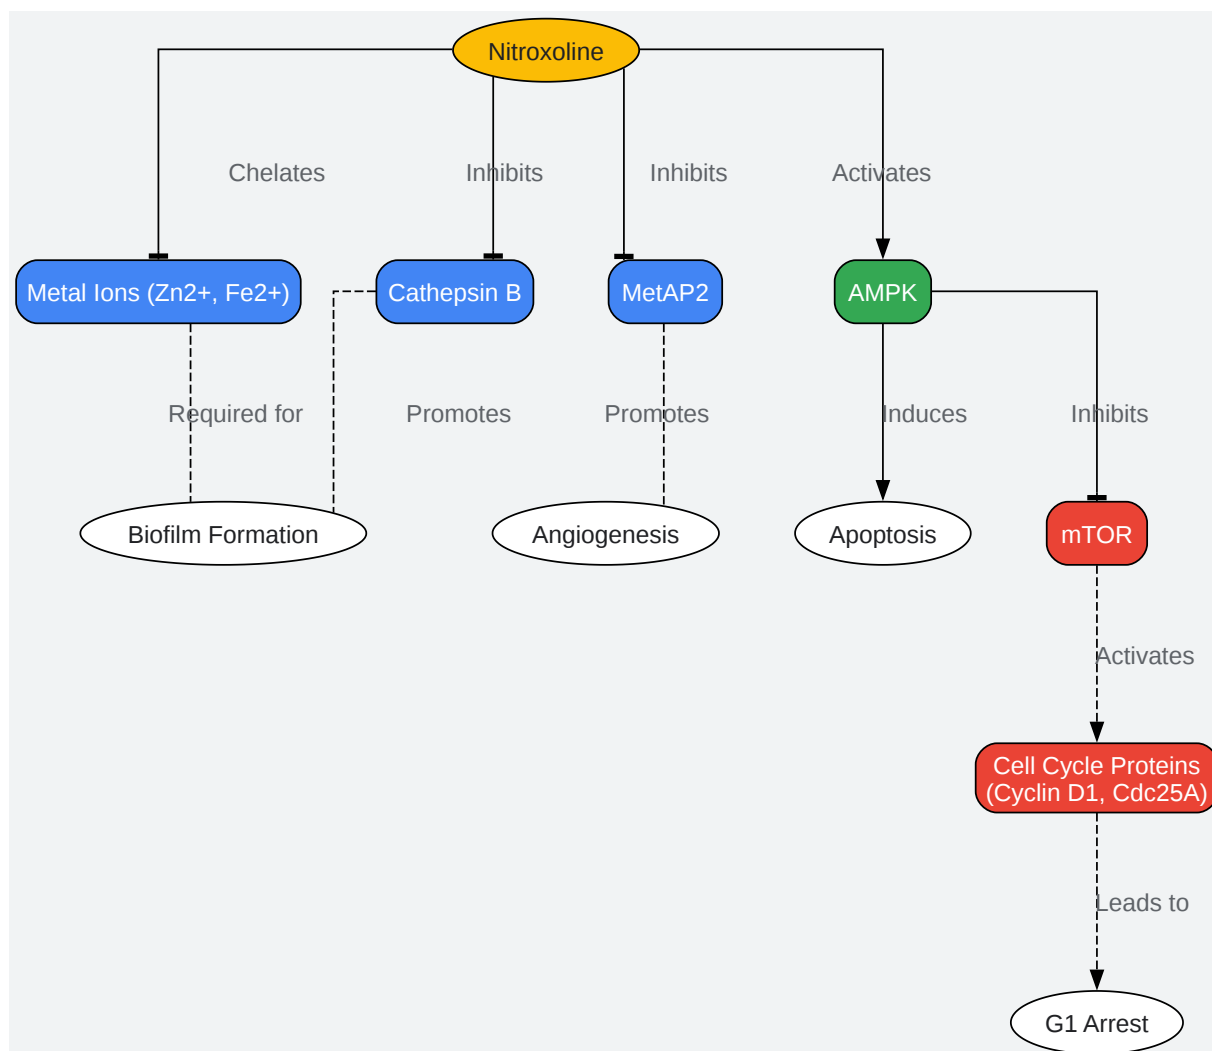 Nitroxoline
Chelates
Inhibits
Inhibits
Activates
Metal Ions (Zn2+, Fe2+)
Cathepsin B
MetAP2
AMPK
Required for
Promotes
Promotes
Induces
Inhibits
Biofilm Formation
Angiogenesis
Apoptosis
mTOR
Activates
Cell Cycle Proteins
(Cyclin D1, Cdc25A)
Leads to
G1 Arrest